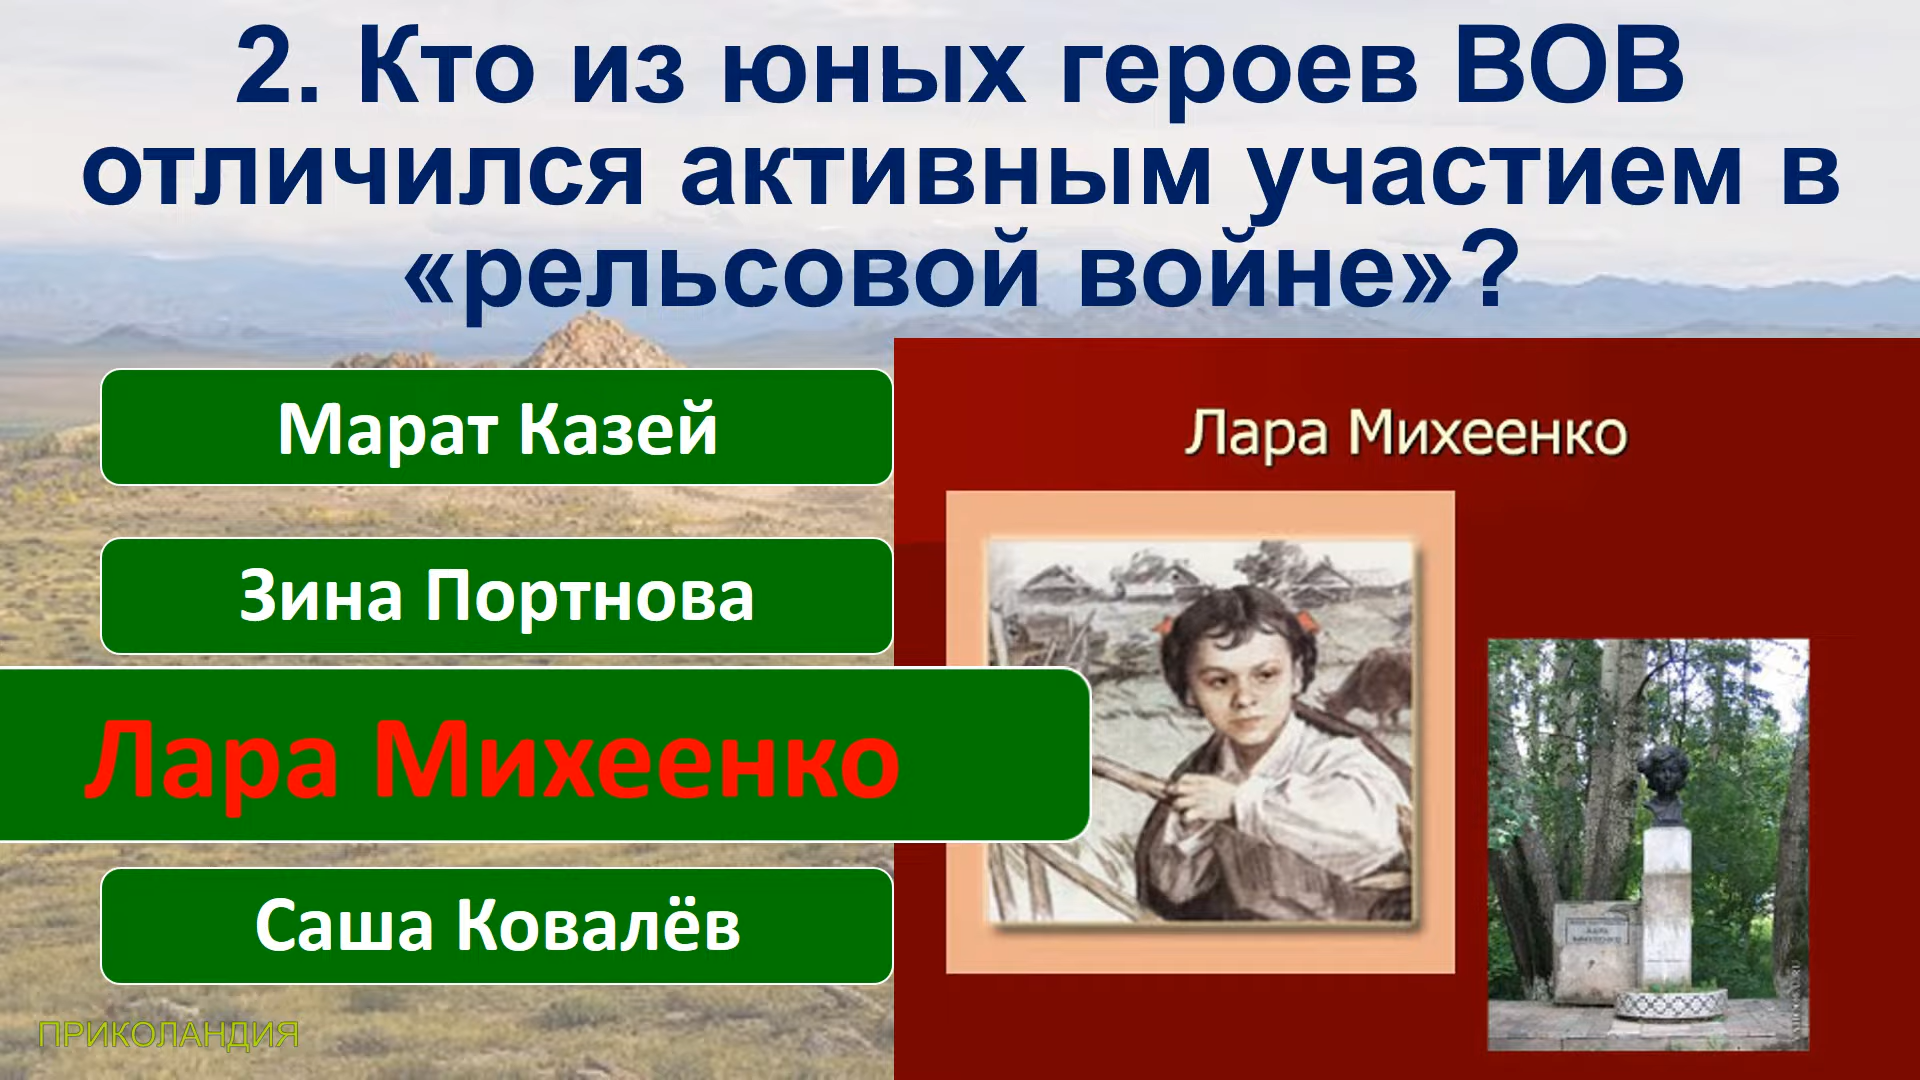 2. Кто из юных героев ВОВ
отличился активным участием в
«рельсовой войне»?
Марат Казей
Зина Портнова
Лара Михеенко
Саша Ковалёв
Лара Михеенко
ПРИКОЛАНДИЯ